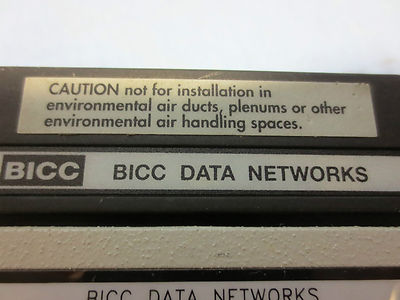 CAUTION not for installation in
environmental air ducts, plenums or other
environmental air handling spaces.
BICC BICC DATA NETWORKS
BICC DATA NETWORKS